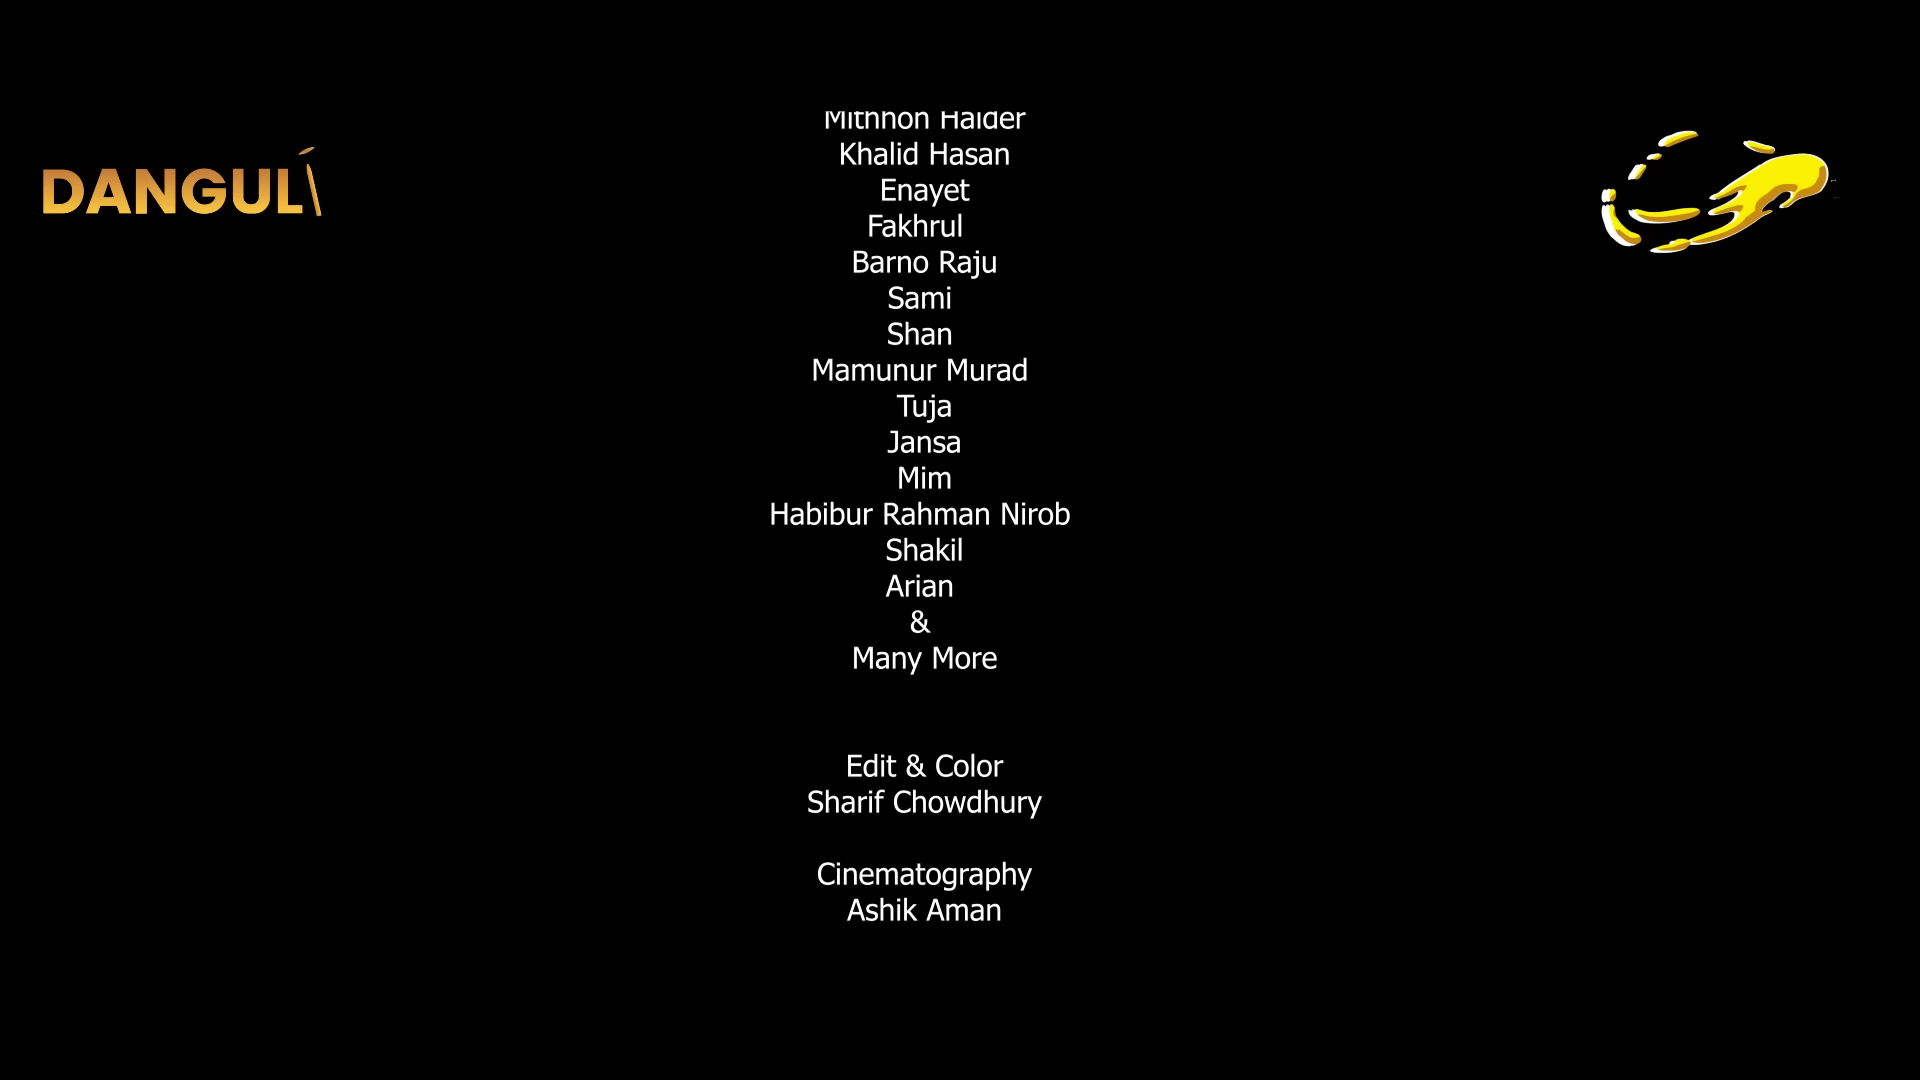 DANGULI
Mithhon Haider
Khalid Hasan
Enayet
Fakhrul
Barno Raju
Sami
Shan
Mamunur Murad
Tuja
Jansa
Mim
Habibur Rahman Nirob
Shakil
Arian
&
Many More
Edit & Color
Sharif Chowdhury
Cinematography
Ashik Aman